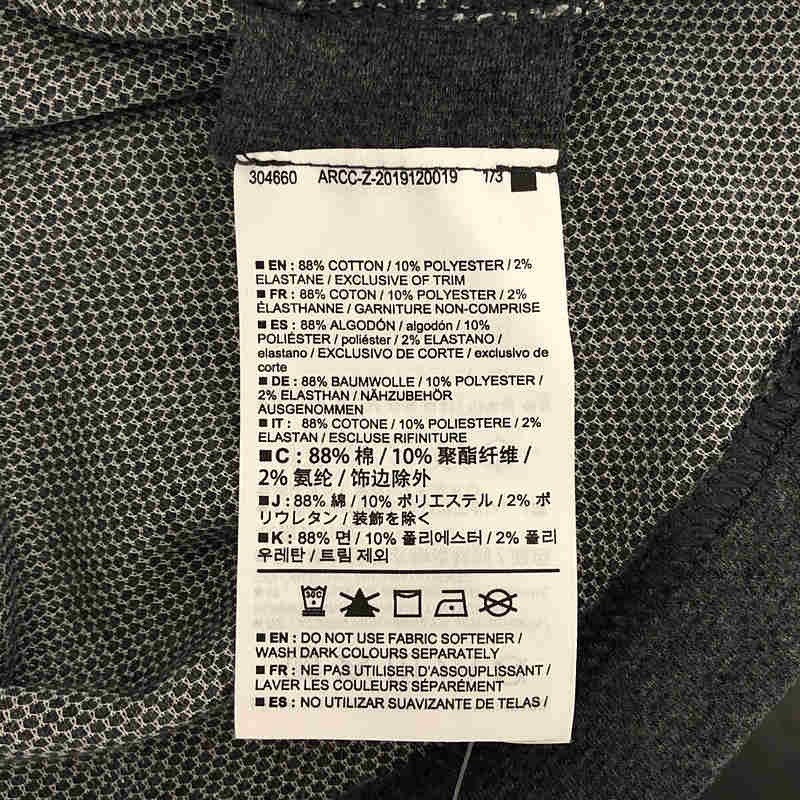 304660 ARCC-Z-2019120019 1/3
■ EN : 88% COTTON / 10% POLYESTER / 2%
ELASTANE / EXCLUSIVE OF TRIM
■ FR : 88% COTON / 10% POLYESTER / 2%
ÉLASTHANNE / GARNITURE NON-COMPRISE
■ ES : 88% ALGODÓN / algodón / 10%
POLIÉSTER / poliéster / 2% ELASTANO /
elastano / EXCLUSIVO DE CORTE / exclusivo de
corte
■ DE : 88% BAUMWOLLE / 10% POLYESTER /
2% ELASTHAN / NÄHZUBEHÖR
AUSGENOMMEN
■ IT : 88% COTONE / 10% POLIESTERE / 2%
ELASTAN / ESCLUSE RIFINITURE
■ C : 88% 棉 / 10% 聚酯纤维 /
2% 氨纶 / 饰边除外
■ J : 88% 綿 / 10% ポリエステル / 2% ポ
リウレタン / 装飾を除く
■ K : 88% 면 / 10% 폴리에스터 / 2% 폴리
우레탄 / 트림 제외
30C
■ EN : DO NOT USE FABRIC SOFTENER /
WASH DARK COLOURS SEPARATELY
■ FR : NE PAS UTILISER D'ASSOUPLISSANT /
LAVER LES COULEURS SÉPARÉMENT
■ ES : NO UTILIZAR SUAVIZANTE DE TELAS /